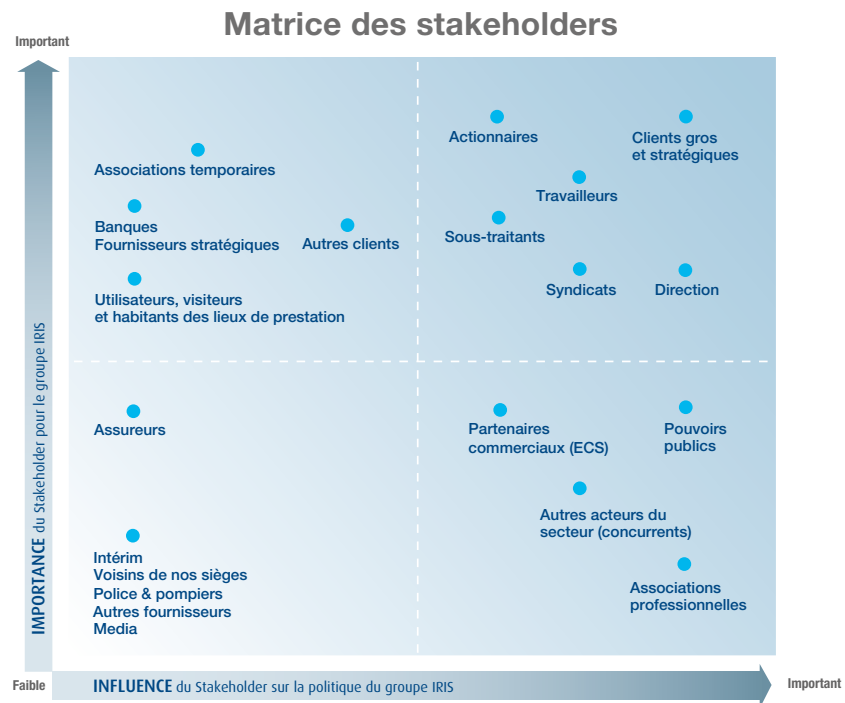 Matrice des stakeholders
Important
Actionnaires
Clients gros
et stratégiques
Associations temporaires
Travailleurs
Banques
Fournisseurs stratégiques
Autres clients
Sous-traitants
Utilisateurs, visiteurs
et habitants des lieux de prestation
Syndicats
Direction
IMPORTANCE du Stakeholder pour le groupe IRIS
Assureurs
Partenaires
commerciaux (ECS)
Pouvoirs
publics
Autres acteurs du
secteur (concurrents)
Intérim
Voisins de nos sièges
Police & pompiers
Autres fournisseurs
Media
Associations
professionnelles
Faible
INFLUENCE du Stakeholder sur la politique du groupe IRIS
Important